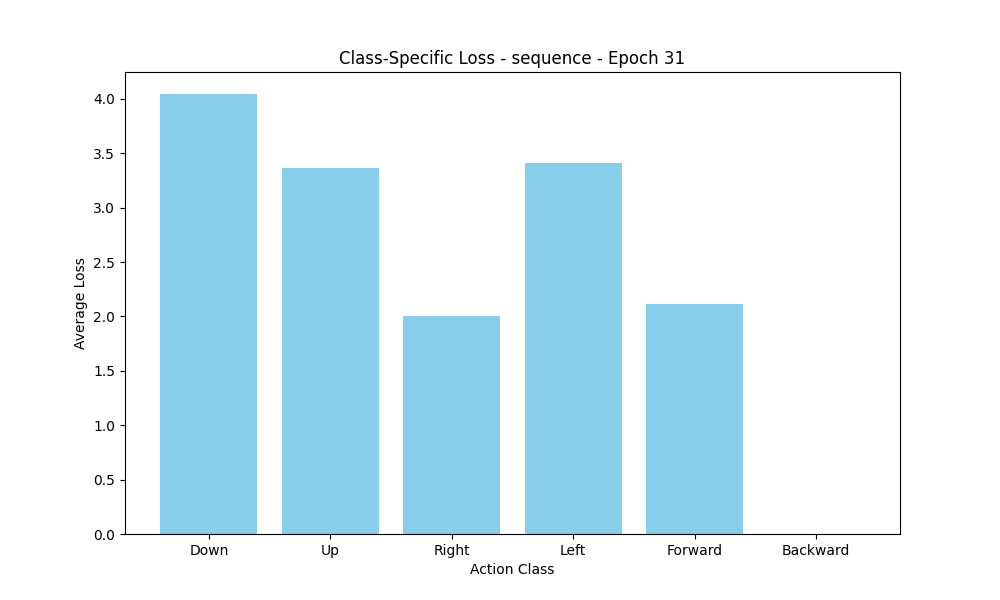 Class-Specific Loss - sequence - Epoch 31
4.0
3.5
3.0
2.5
2.0
1.5
1.0
0.5
0.0
Average Loss
Down Up Right Left Forward Backward
Action Class